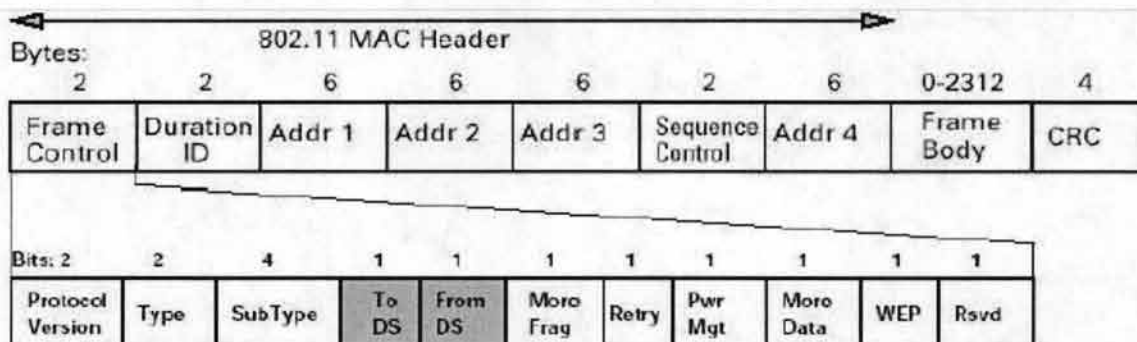 802.11 MAC Header
Bytes:
2 2 6 6 6 2 6 0-2312 4
Frame Control Duration ID Addr 1 Addr 2 Addr 3 Sequence Control Addr 4 Frame Body CRC
Bits: 2 2 4 1 1 1 1 1 1 1 1
Protocol Version Type SubType To DS From DS More Frag Retry Pwr Mgt More Data WEP Rsvd